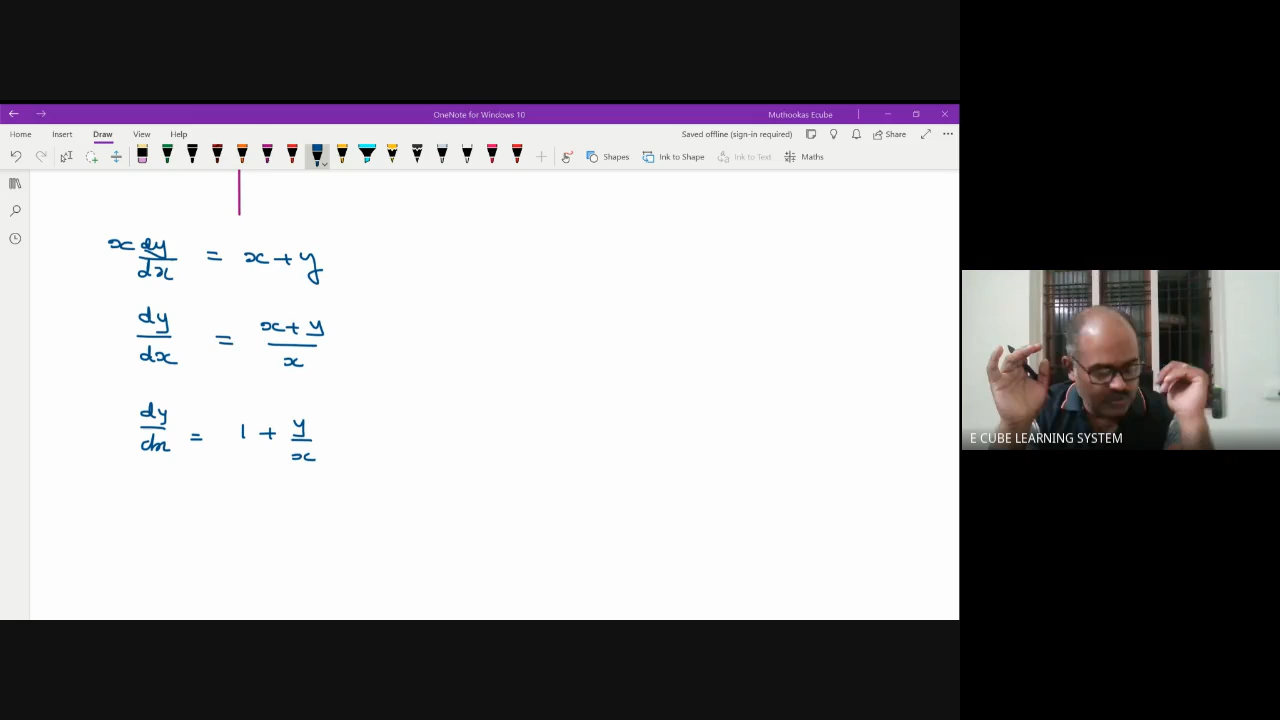 OneNote for Windows 10
Muthookas Ecube
Home Insert Draw View Help
Saved offline (sign-in required)
Share
Shapes
Ink to Shape
Ink to Text
Maths
x dy/dx = x + y
dy/dx = x + y/x
dy/dx = 1 + y/x
E CUBE LEARNING SYSTEM